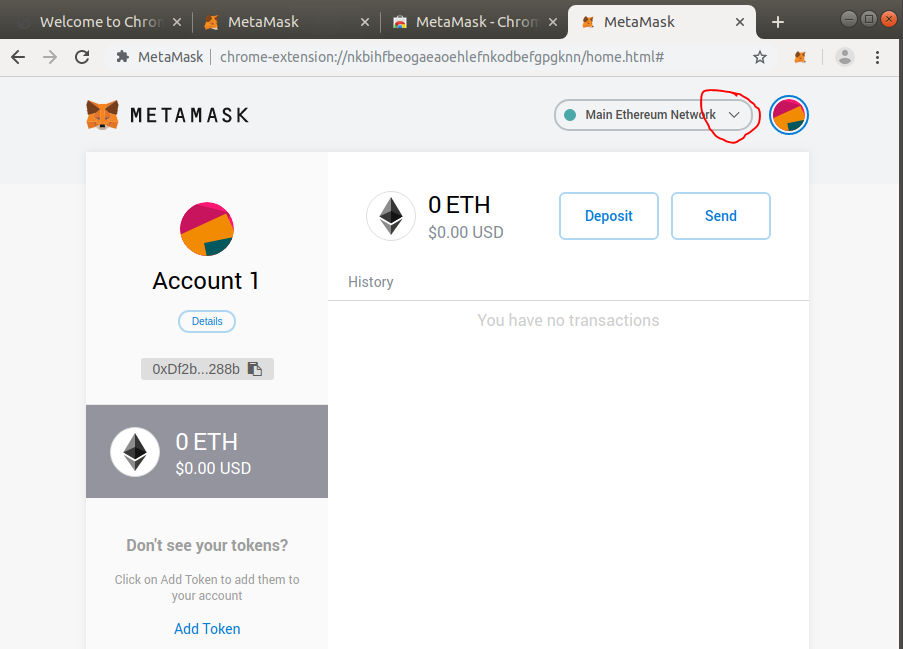 Welcome to Chrom
MetaMask
MetaMask - Chrom
MetaMask
MetaMask
chrome-extension://nkbihfbeogaeaoehlefnkodbefgpgknn/home.html#
METAMASK
Main Ethereum Network
Account 1
Details
0xDf2b...288b
0 ETH
$0.00 USD
Don't see your tokens?
Click on Add Token to add them to
your account
Add Token
0 ETH
$0.00 USD
Deposit
Send
History
You have no transactions